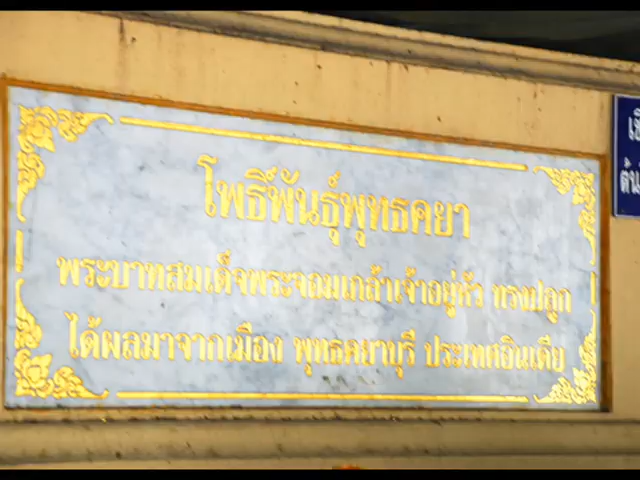 โพธิ์พันธุ์พุทธคยา
พระบาทสมเด็จพระจอมเกล้าเจ้าอยู่หัว ทรงปลูก
ได้ผลมาจากเมือง พุทธคยาบุรี ประเทศอินเดีย